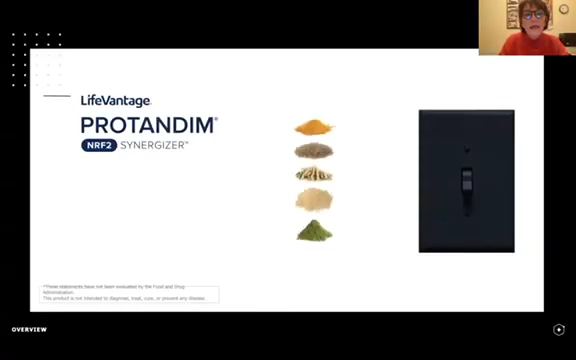 LifeVantage.
PROTANDIM®
NRF2 SYNERGIZER™
*These statements have not been evaluated by the Food and Drug
Administration.
This product is not intended to diagnose, treat, cure, or prevent any disease.
OVERVIEW